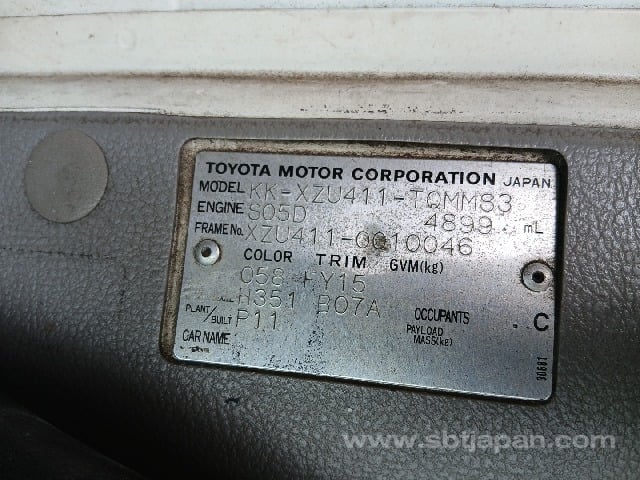 TOYOTA MOTOR CORPORATION JAPAN
MODEL KK-XZU411-TQMMS3
ENGINE S05D 4899 mL
FRAME No. XZU411-0010046
COLOR TRIM GVM(kg)
058 FY15
H351 B07A
PLANT/BUILT P11 OCCUPANTS C
PAYLOAD MASS(kg)
CAR NAME
30681
www.sbtjapan.com